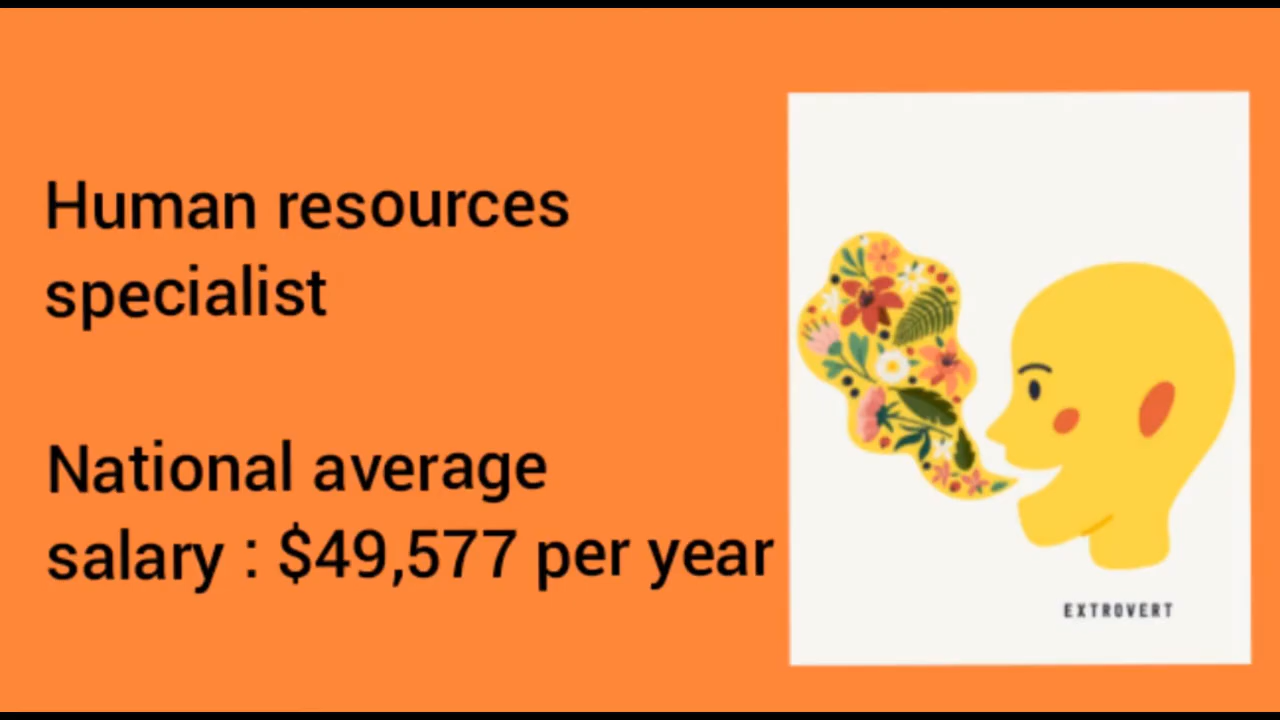 Human resources
specialist
National average
salary : $49,577 per year
EXTROVERT